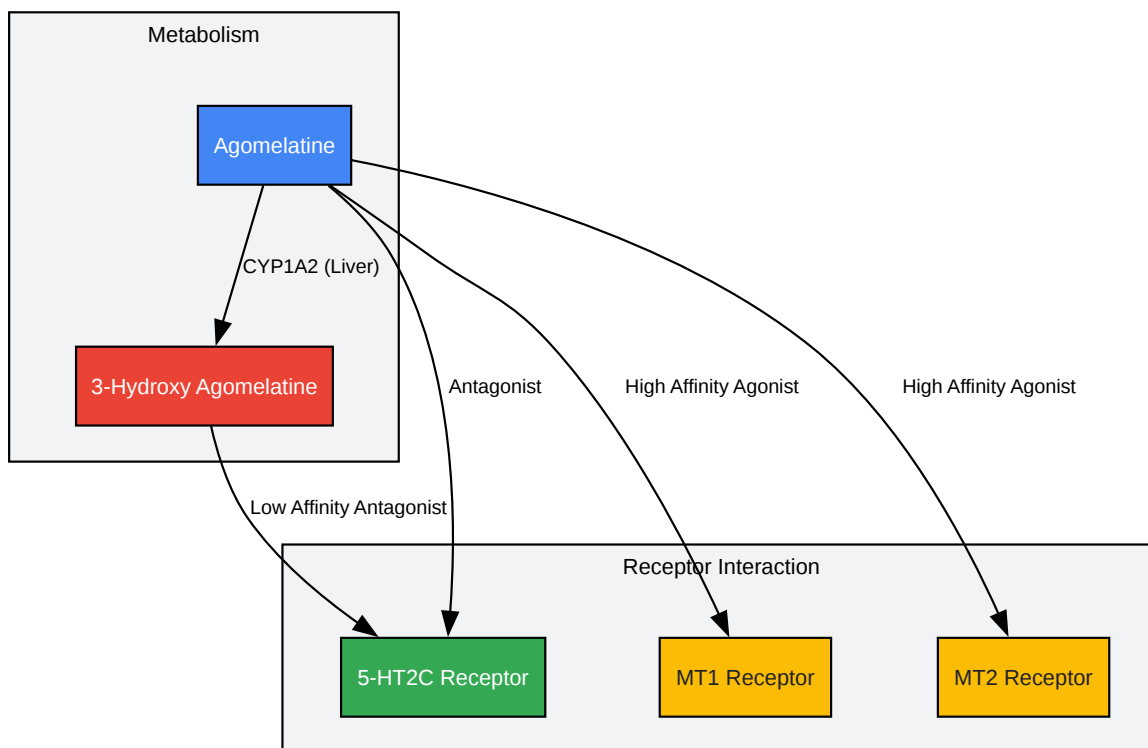 Metabolism
Agomelatine
CYP1A2 (Liver)
3-Hydroxy Agomelatine
Antagonist
High Affinity Agonist
High Affinity Agonist
Low Affinity Antagonist
Receptor Interaction
5-HT2C Receptor
MT1 Receptor
MT2 Receptor